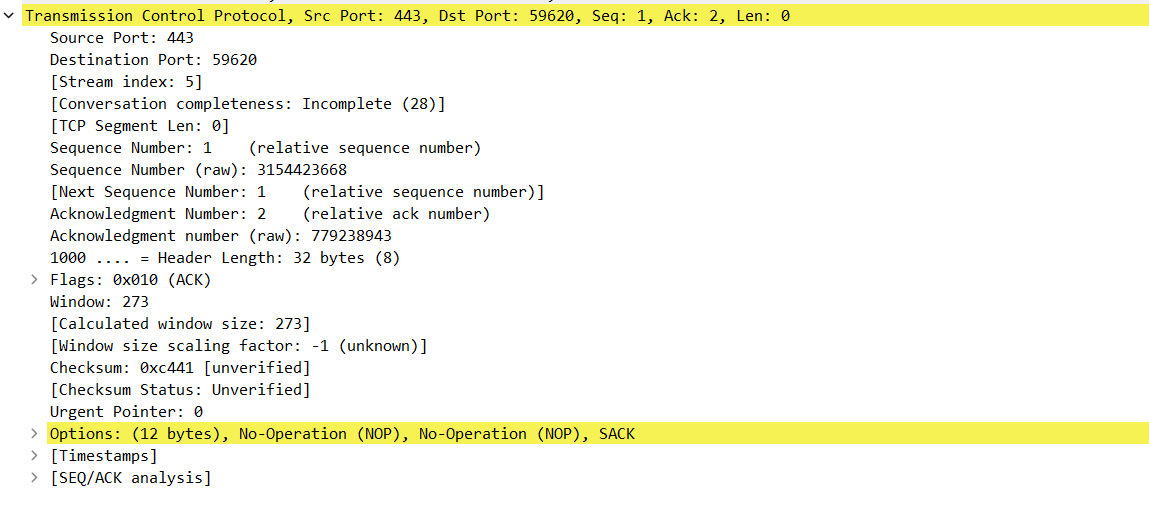 Transmission Control Protocol, Src Port: 443, Dst Port: 59620, Seq: 1, Ack: 2, Len: 0
Source Port: 443
Destination Port: 59620
[Stream index: 5]
[Conversation completeness: Incomplete (28)]
[TCP Segment Len: 0]
Sequence Number: 1    (relative sequence number)
Sequence Number (raw): 3154423668
[Next Sequence Number: 1    (relative sequence number)]
Acknowledgment Number: 2    (relative ack number)
Acknowledgment number (raw): 779238943
1000 .... = Header Length: 32 bytes (8)
Flags: 0x010 (ACK)
Window: 273
[Calculated window size: 273]
[Window size scaling factor: -1 (unknown)]
Checksum: 0xc441 [unverified]
[Checksum Status: Unverified]
Urgent Pointer: 0
Options: (12 bytes), No-Operation (NOP), No-Operation (NOP), SACK
[Timestamps]
[SEQ/ACK analysis]